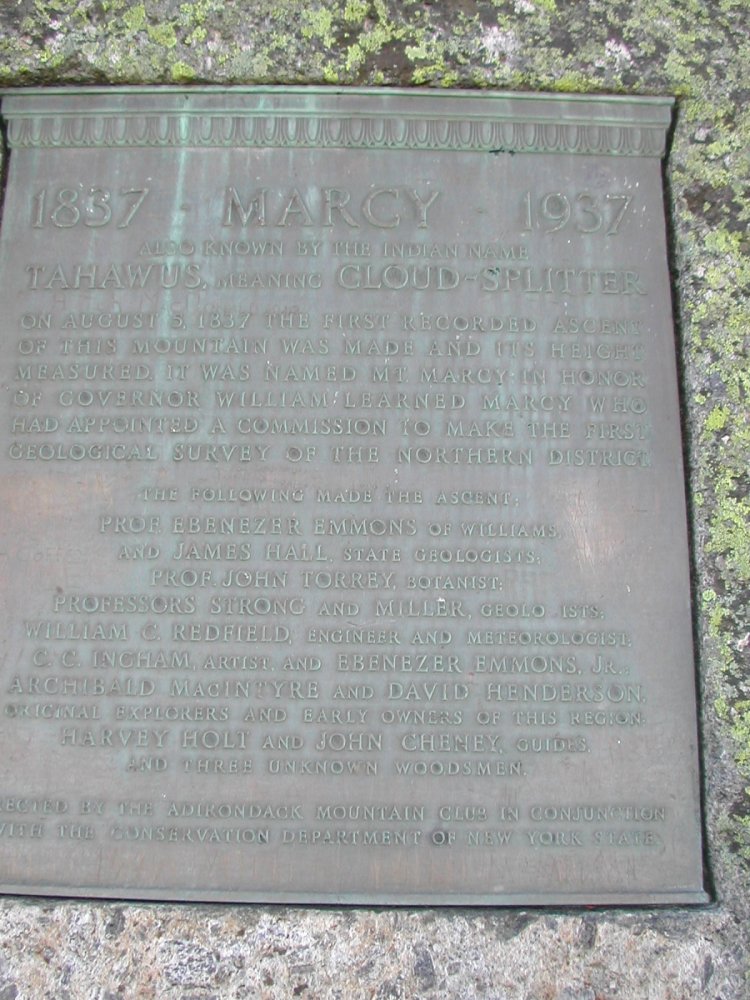 1837 · MARCY · 1937
ALSO KNOWN BY THE INDIAN NAME
TAHAWUS, MEANING CLOUD-SPLITTER
ON AUGUST 5, 1837 THE FIRST RECORDED ASCENT
OF THIS MOUNTAIN WAS MADE AND ITS HEIGHT
MEASURED. IT WAS NAMED MT. MARCY IN HONOR
OF GOVERNOR WILLIAM LEARNED MARCY WHO
HAD APPOINTED A COMMISSION TO MAKE THE FIRST
GEOLOGICAL SURVEY OF THE NORTHERN DISTRICT.
THE FOLLOWING MADE THE ASCENT:
PROF. EBENEZER EMMONS OF WILLIAMS,
AND JAMES HALL, STATE GEOLOGISTS;
PROF. JOHN TORREY, BOTANIST;
PROFESSORS STRONG AND MILLER, GEOLO ISTS;
WILLIAM C. REDFIELD, ENGINEER AND METEOROLOGIST;
C. C. INGHAM, ARTIST, AND EBENEZER EMMONS, JR.;
ARCHIBALD MACINTYRE AND DAVID HENDERSON,
ORIGINAL EXPLORERS AND EARLY OWNERS OF THIS REGION;
HARVEY HOLT AND JOHN CHENEY, GUIDES,
AND THREE UNKNOWN WOODSMEN.
RECTED BY THE ADIRONDACK MOUNTAIN CLUB IN CONJUNCTION
WITH THE CONSERVATION DEPARTMENT OF NEW YORK STATE